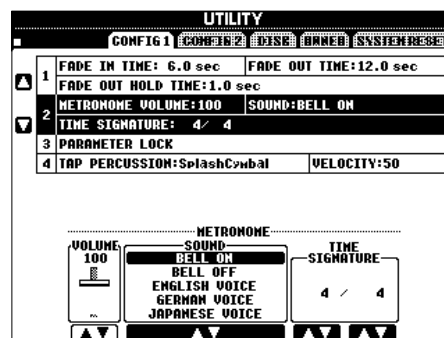 UTILITY
CONFIG 1 CONFIG 2 DISK OWNER SYSTEM RESE
1 FADE IN TIME: 6.0 sec FADE OUT TIME:12.0 sec
FADE OUT HOLD TIME:1.0 sec
2 METRONOME VOLUME:100 SOUND:BELL ON
TIME SIGNATURE: 4/ 4
3 PARAMETER LOCK
4 TAP PERCUSSION:SplashCymbal VELOCITY:50
METRONOME
VOLUME SOUND TIME SIGNATURE
100 BELL ON
BELL OFF
ENGLISH VOICE
GERMAN VOICE 4 / 4
JAPANESE VOICE